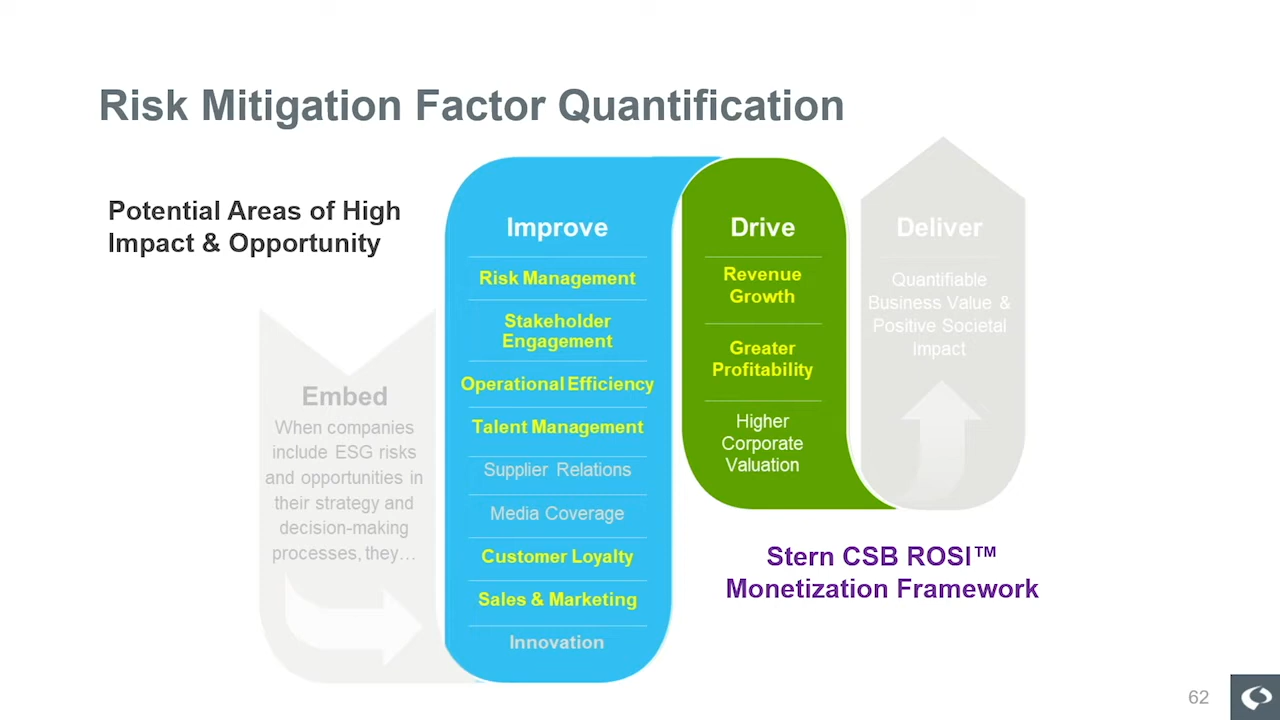 Risk Mitigation Factor Quantification
Potential Areas of High
Impact & Opportunity
Embed
When companies
include ESG risks
and opportunities in
their strategy and
decision-making
processes, they…
Improve
Risk Management
Stakeholder
Engagement
Operational Efficiency
Talent Management
Supplier Relations
Media Coverage
Customer Loyalty
Sales & Marketing
Innovation
Drive
Revenue
Growth
Greater
Profitability
Higher
Corporate
Valuation
Deliver
Quantifiable
Business Value &
Positive Societal
Impact
Stern CSB ROSI™
Monetization Framework
62